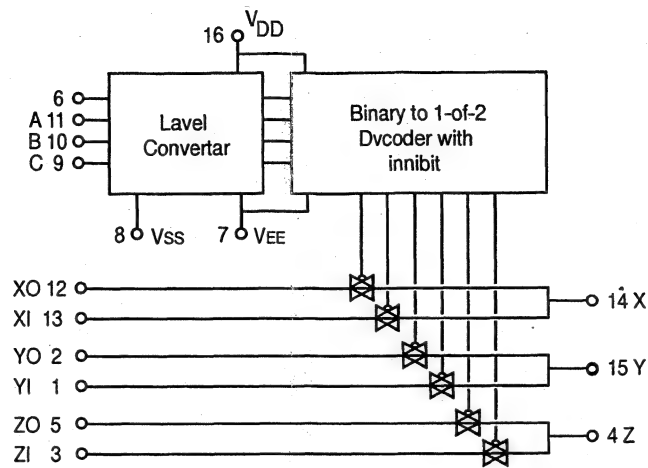 16 VDD
6
A 11
B 10
C 9
Lavel
Convertar
Binary to 1-of-2
Dvcoder with
innibit
8 VSS
7 VEE
XO 12
XI 13
14 X
YO 2
YI 1
15 Y
ZO 5
ZI 3
4 Z